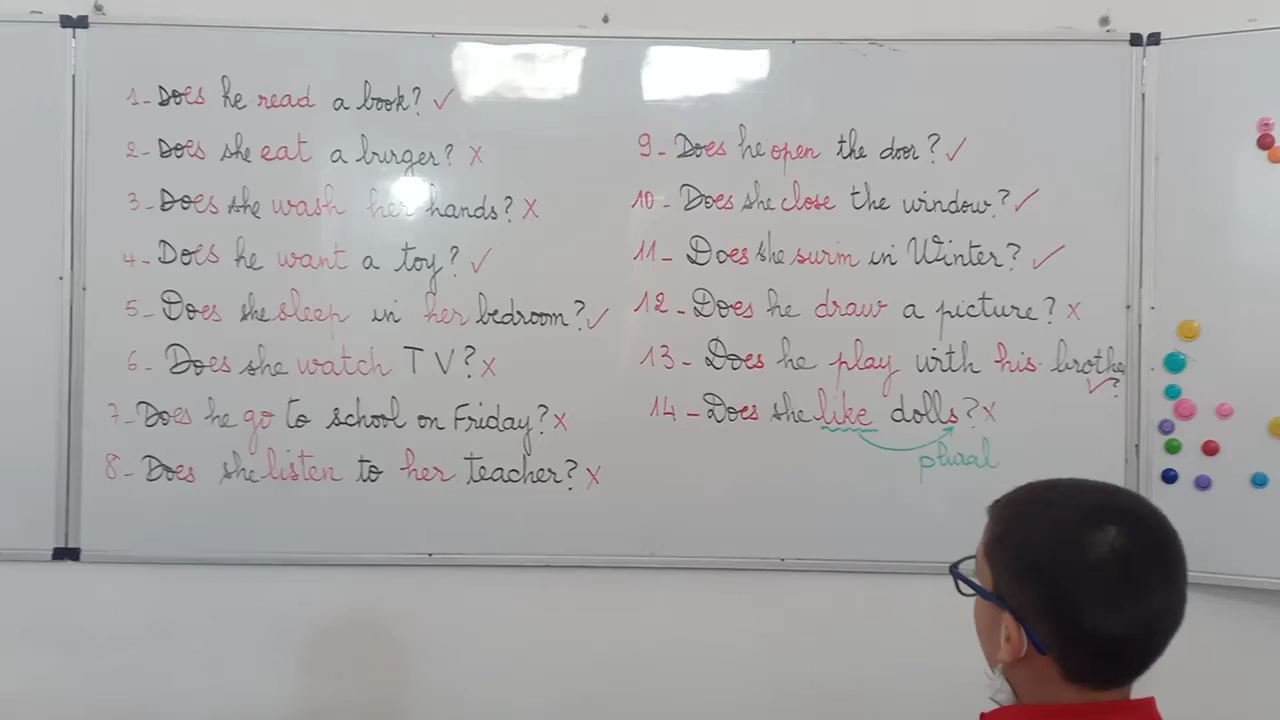 1- Does he read a book? ✓
2- Does she eat a burger? X
3- Does she wash her hands? X
4- Does he want a toy? ✓
5- Does she sleep in her bedroom? ✓
6- Does she watch TV? X
7- Does he go to school on Friday? X
8- Does she listen to her teacher? X
9- Does he open the door? ✓
10- Does she close the window? ✓
11- Does she surim in Winter? ✓
12- Does he draw a picture? X
13- Does he play with his brothe
✓?
14- Does she like dolls? X
plural